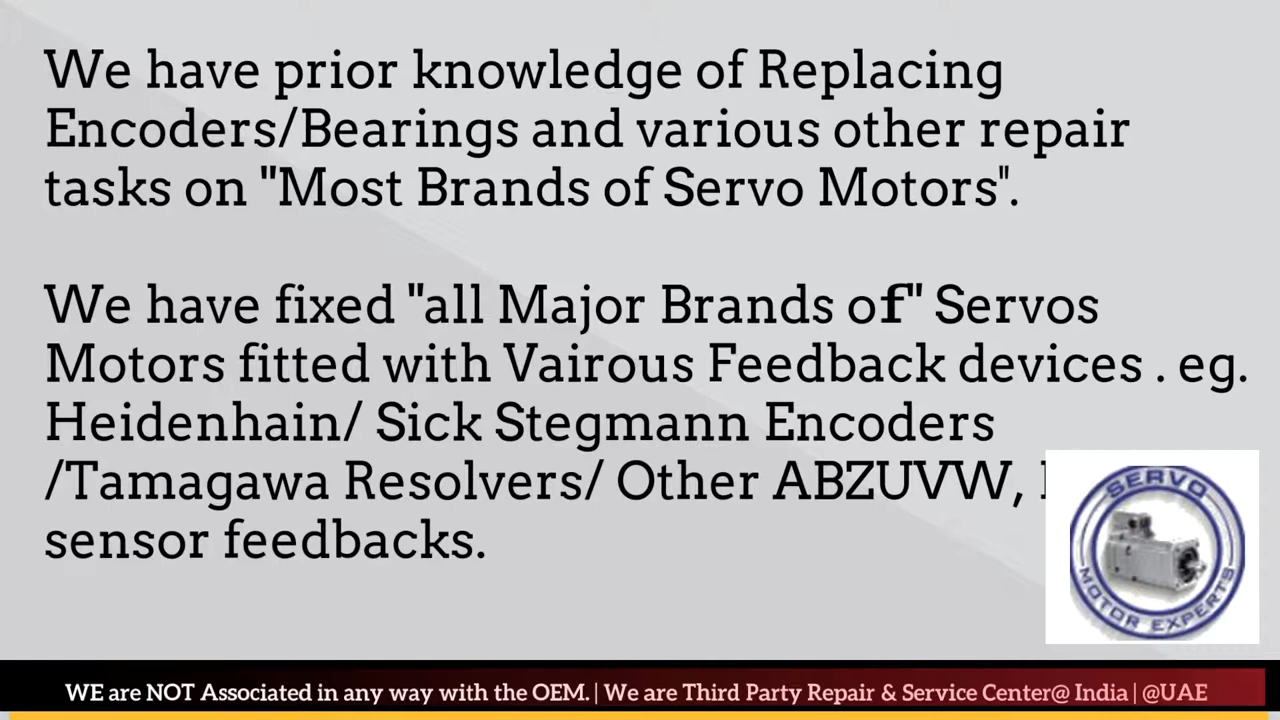 We have prior knowledge of Replacing
Encoders/Bearings and various other repair
tasks on "Most Brands of Servo Motors".
We have fixed "all Major Brands of" Servos
Motors fitted with Vairous Feedback devices . eg.
Heidenhain/ Sick Stegmann Encoders
/Tamagawa Resolvers/ Other ABZUVW,
sensor feedbacks.
SERVO
MOTOR EXPERTS
WE are NOT Associated in any way with the OEM. | We are Third Party Repair & Service Center@ India | @UAE